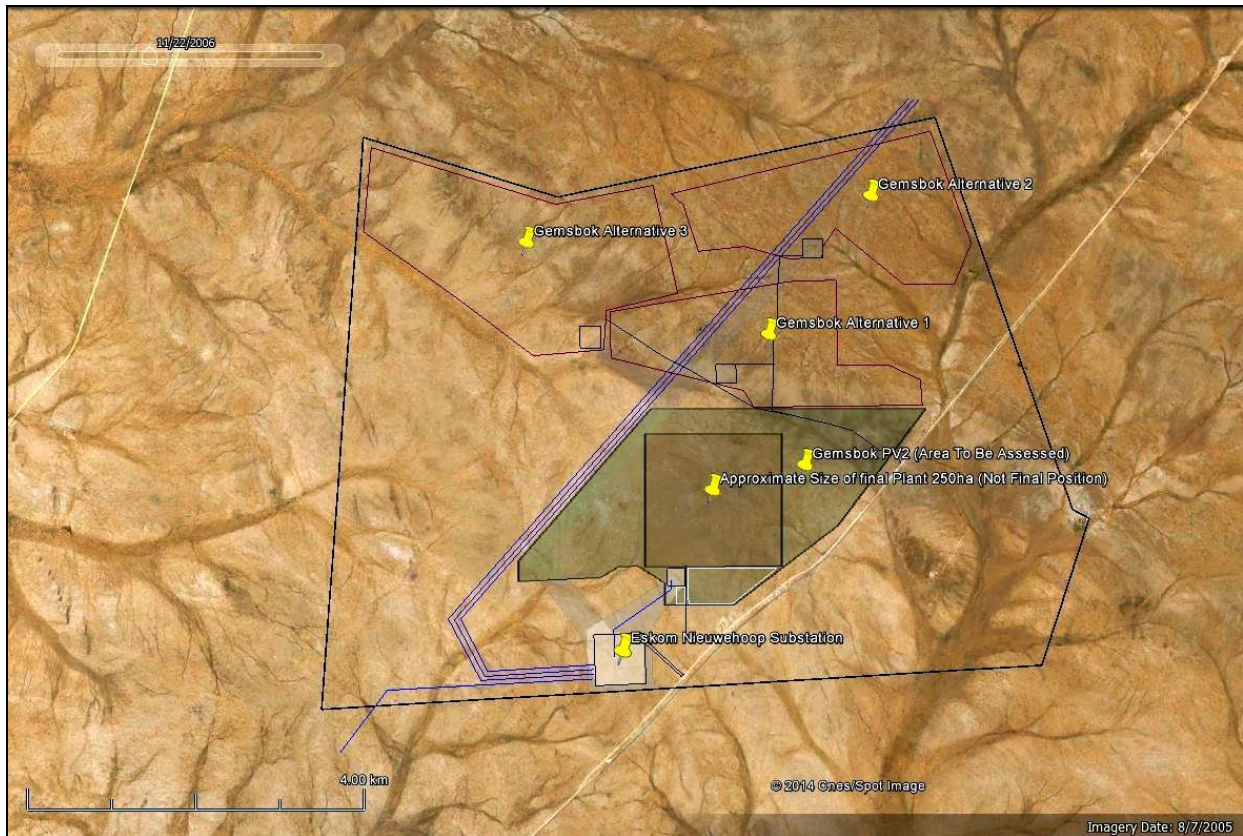 11/22/2006
Gemsbok Alternative 2
Gemsbok Alternative 3
Gemsbok Alternative 1
Gemsbok PV2 (Area To Be Assessed)
Approximate Size of final Plant 250ha (Not Final Position)
Eskom Nieuwehoop Substation
4.00 km
© 2014 Cnes/Spot Image
Imagery Date: 8/7/2005